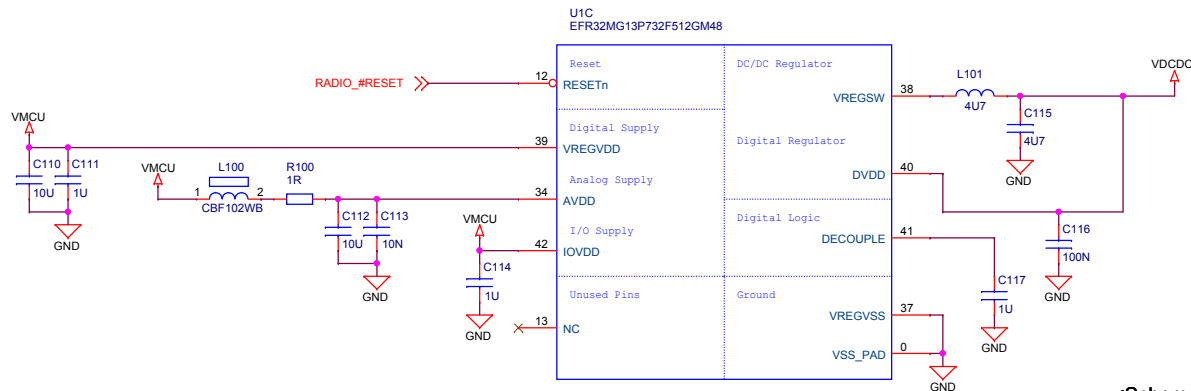 U1C
EFR32MG13P732F512GM48
Reset
DC/DC Regulator
RADIO_#RESET
12
RESETn
VREGSW
38
L101
4U7
VDCDC
C115
4U7
VMCU
Digital Supply
39
VREGVDD
C110
10U
C111
1U
GND
Digital Regulator
40
DVDD
VMCU
L100
1
2
CBF102WB
R100
1R
Analog Supply
34
AVDD
C112
10U
C113
10N
GND
I/O Supply
VMCU
42
IOVDD
C114
1U
GND
Digital Logic
41
DECOUPLE
GND
C116
100N
GND
C117
1U
GND
Unused Pins
13
NC
Ground
37
VREGVSS
0
VSS_PAD
GND